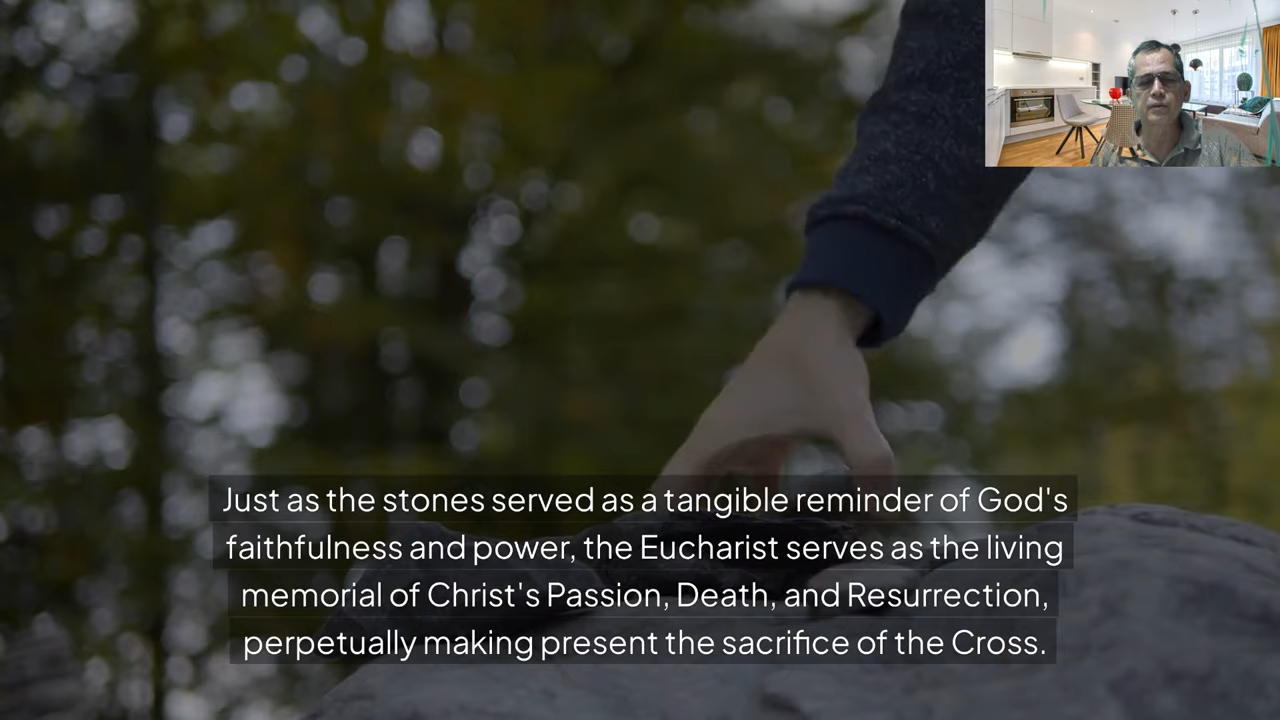 Just as the stones served as a tangible reminder of God's
faithfulness and power, the Eucharist serves as the living
memorial of Christ's Passion, Death, and Resurrection,
perpetually making present the sacrifice of the Cross.